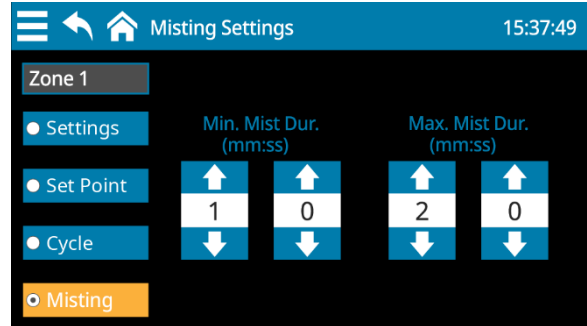 Misting Settings 15:37:49
Zone 1
Settings
Set Point
Cycle
Misting
Min. Mist Dur.
(mm:ss)
1 0
Max. Mist Dur.
(mm:ss)
2 0